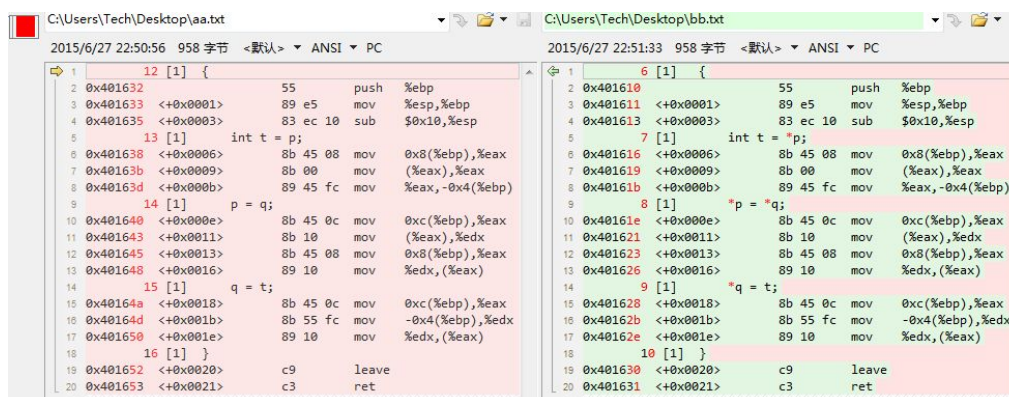 C:\Users\Tech\Desktop\aa.txt
2015/6/27 22:50:56 958 字节 <默认> ▼ ANSI ▼ PC
1 12 [1] {
2 0x401632 55 push %ebp
3 0x401633 <+0x0001> 89 e5 mov %esp,%ebp
4 0x401635 <+0x0003> 83 ec 10 sub $0x10,%esp
5 13 [1] int t = p;
6 0x401638 <+0x0006> 8b 45 08 mov 0x8(%ebp),%eax
7 0x40163b <+0x0009> 8b 00 mov (%eax),%eax
8 0x40163d <+0x000b> 89 45 fc mov %eax,-0x4(%ebp)
9 14 [1] p = q;
10 0x401640 <+0x000e> 8b 45 0c mov 0xc(%ebp),%eax
11 0x401643 <+0x0011> 8b 10 mov (%eax),%edx
12 0x401645 <+0x0013> 8b 45 08 mov 0x8(%ebp),%eax
13 0x401648 <+0x0016> 89 10 mov %edx,(%eax)
14 15 [1] q = t;
15 0x40164a <+0x0018> 8b 45 0c mov 0xc(%ebp),%eax
16 0x40164d <+0x001b> 8b 55 fc mov -0x4(%ebp),%edx
17 0x401650 <+0x001e> 89 10 mov %edx,(%eax)
18 16 [1] }
19 0x401652 <+0x0020> c9 leave
20 0x401653 <+0x0021> c3 ret
C:\Users\Tech\Desktop\bb.txt
2015/6/27 22:51:33 958 字节 <默认> ▼ ANSI ▼ PC
1 6 [1] {
2 0x401610 55 push %ebp
3 0x401611 <+0x0001> 89 e5 mov %esp,%ebp
4 0x401613 <+0x0003> 83 ec 10 sub $0x10,%esp
5 7 [1] int t = *p;
6 0x401616 <+0x0006> 8b 45 08 mov 0x8(%ebp),%eax
7 0x401619 <+0x0009> 8b 00 mov (%eax),%eax
8 0x40161b <+0x000b> 89 45 fc mov %eax,-0x4(%ebp)
9 8 [1] *p = *q;
10 0x40161e <+0x000e> 8b 45 0c mov 0xc(%ebp),%eax
11 0x401621 <+0x0011> 8b 10 mov (%eax),%edx
12 0x401623 <+0x0013> 8b 45 08 mov 0x8(%ebp),%eax
13 0x401626 <+0x0016> 89 10 mov %edx,(%eax)
14 9 [1] *q = t;
15 0x401628 <+0x0018> 8b 45 0c mov 0xc(%ebp),%eax
16 0x40162b <+0x001b> 8b 55 fc mov -0x4(%ebp),%edx
17 0x40162e <+0x001e> 89 10 mov %edx,(%eax)
18 10 [1] }
19 0x401630 <+0x0020> c9 leave
20 0x401631 <+0x0021> c3 ret